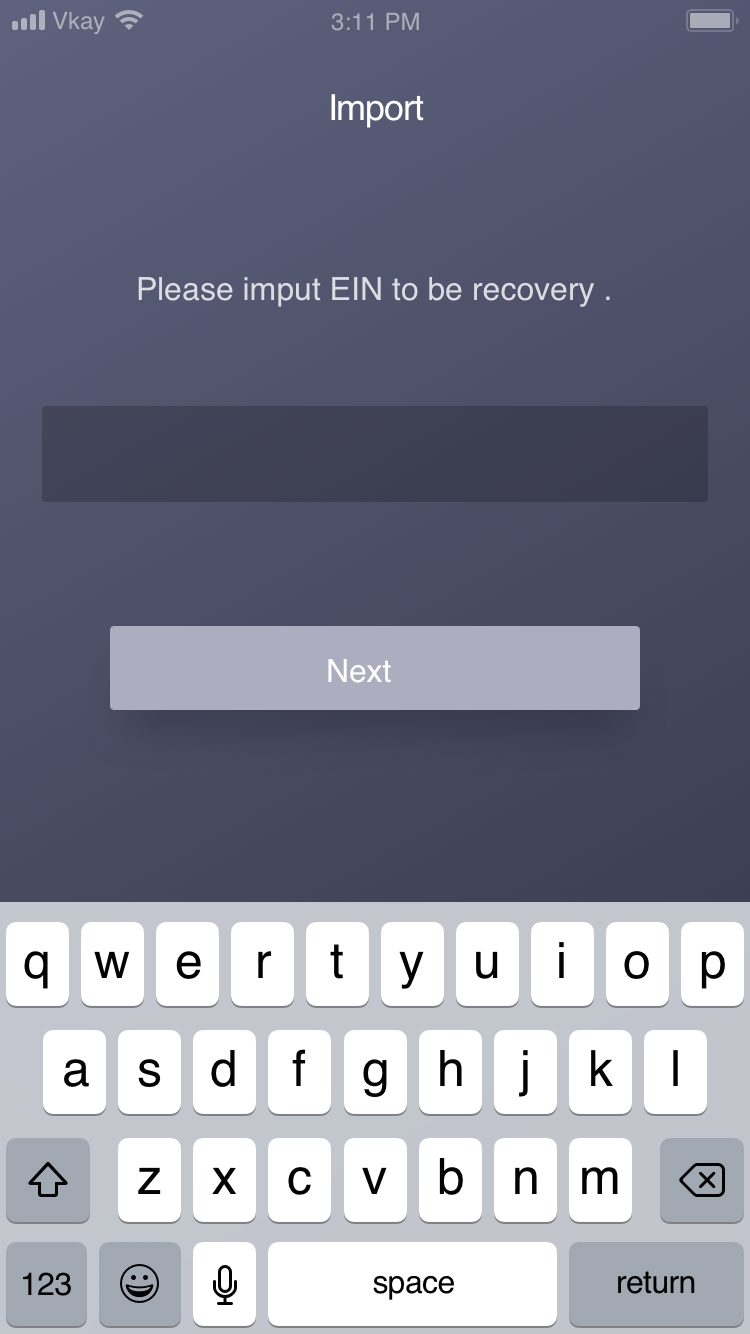 Vkay 3:11 PM
Import
Please imput EIN to be recovery .
Next
q w e r t y u i o p
a s d f g h j k l
z x c v b n m
123 space return